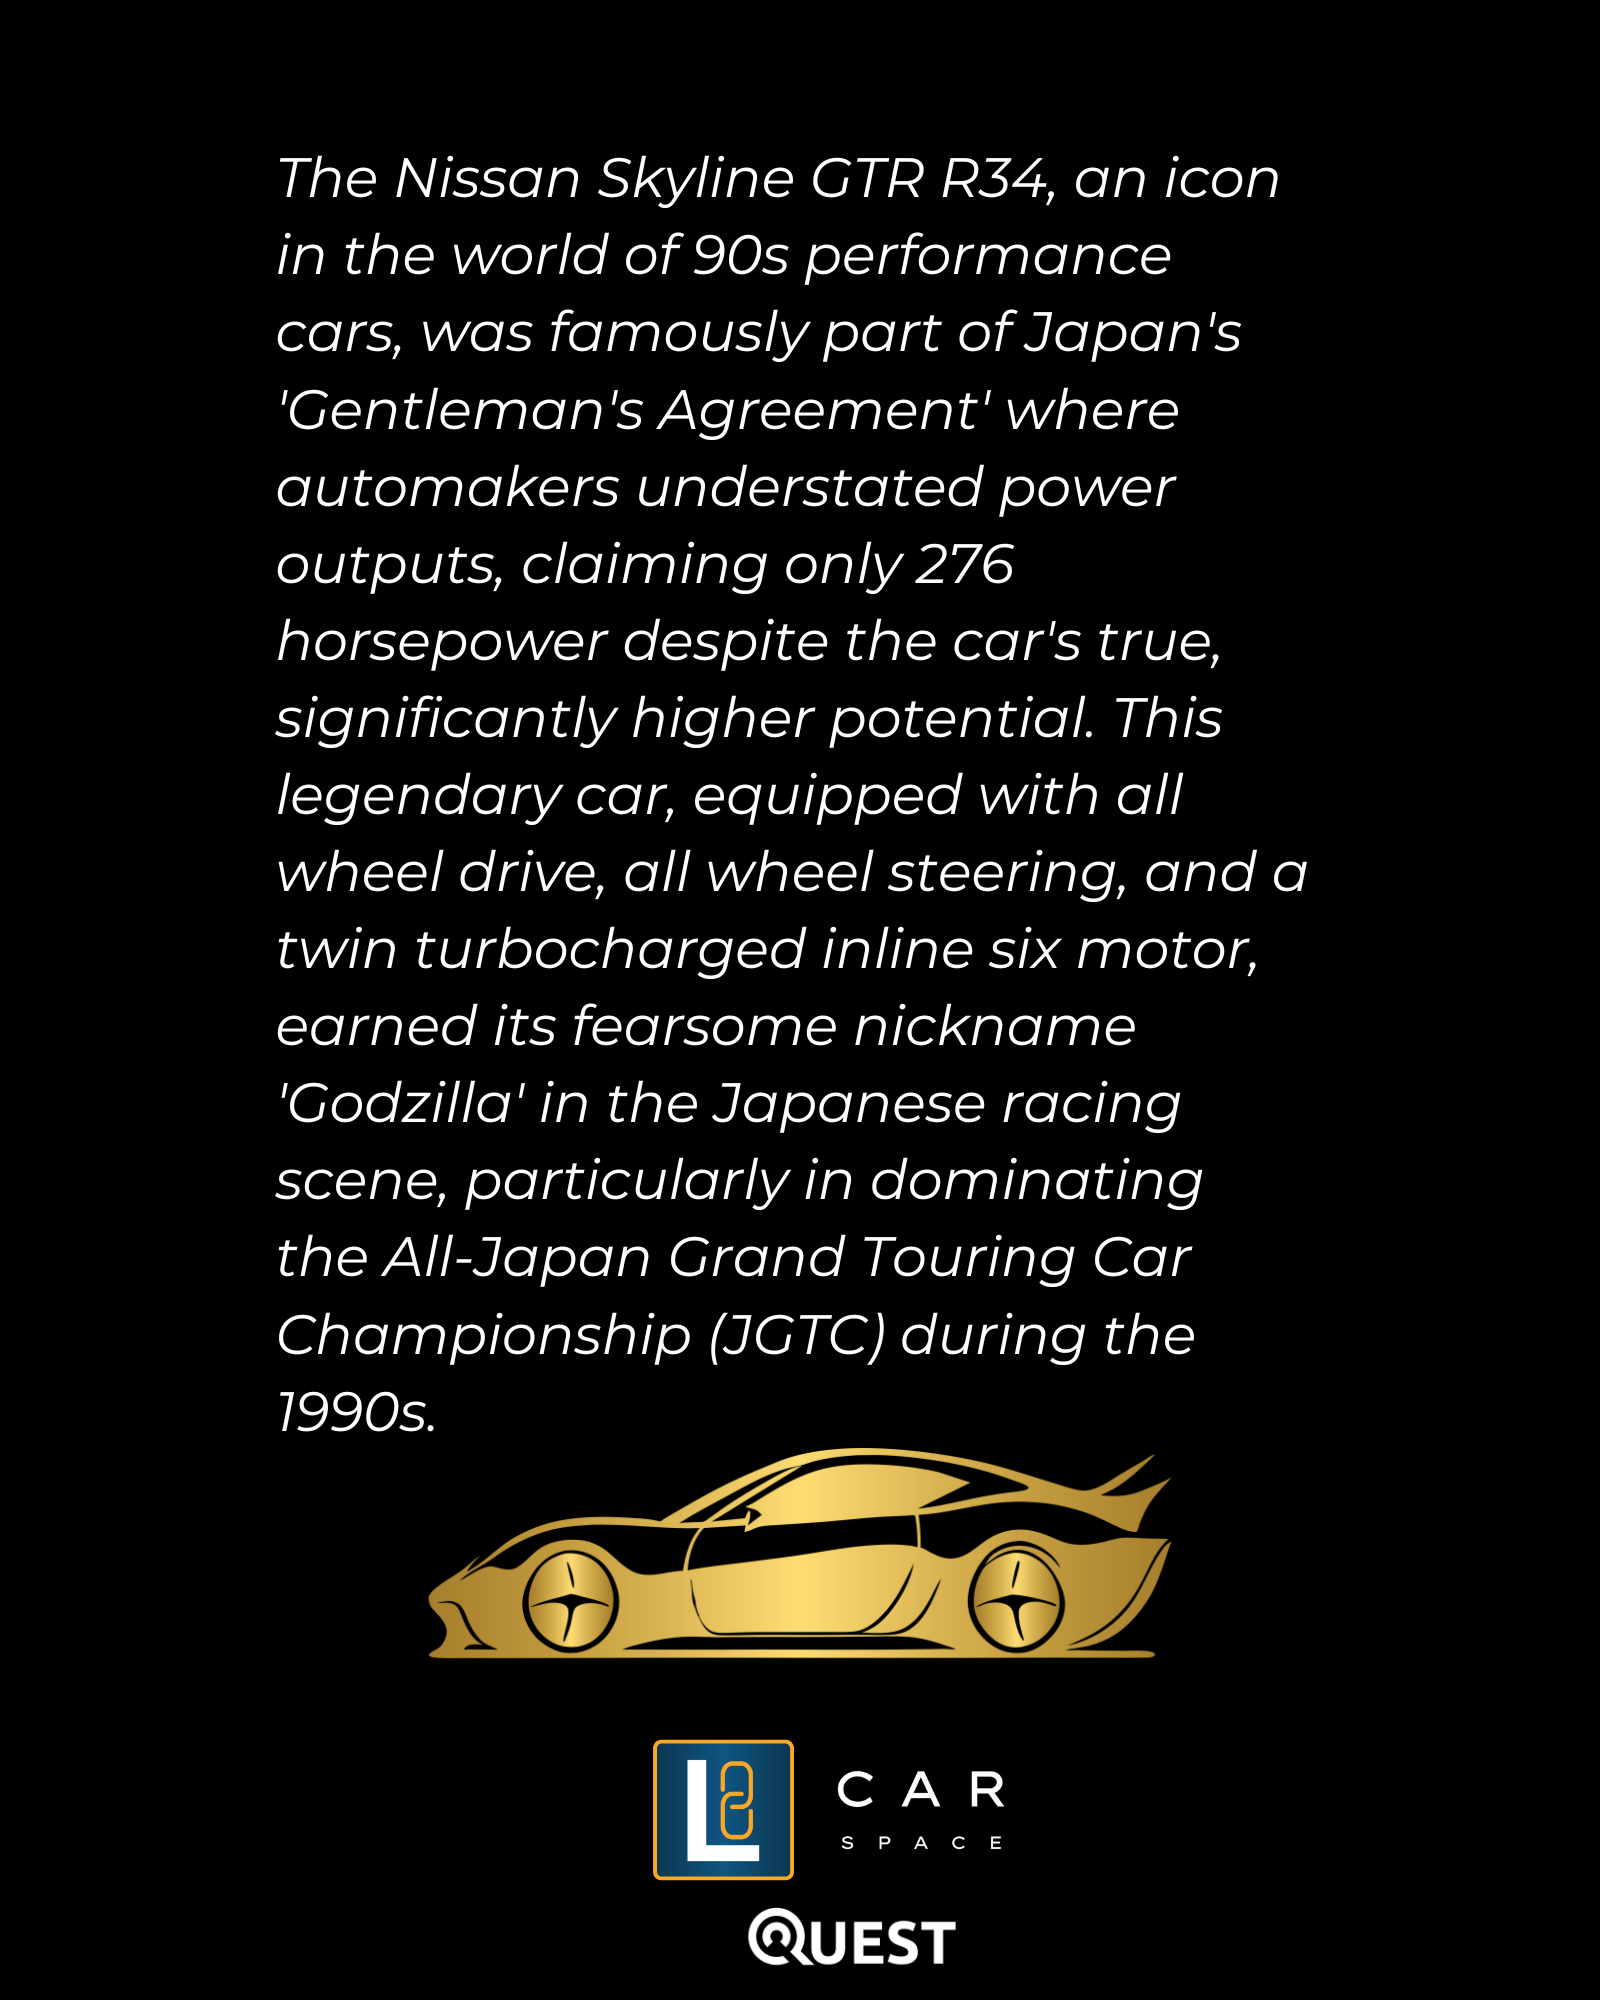 The Nissan Skyline GTR R34, an icon
in the world of 90s performance
cars, was famously part of Japan's
'Gentleman's Agreement' where
automakers understated power
outputs, claiming only 276
horsepower despite the car's true,
significantly higher potential. This
legendary car, equipped with all
wheel drive, all wheel steering, and a
twin turbocharged inline six motor,
earned its fearsome nickname
'Godzilla' in the Japanese racing
scene, particularly in dominating
the All-Japan Grand Touring Car
Championship (JGTC) during the
1990s.
L
CAR
SPACE
QUEST